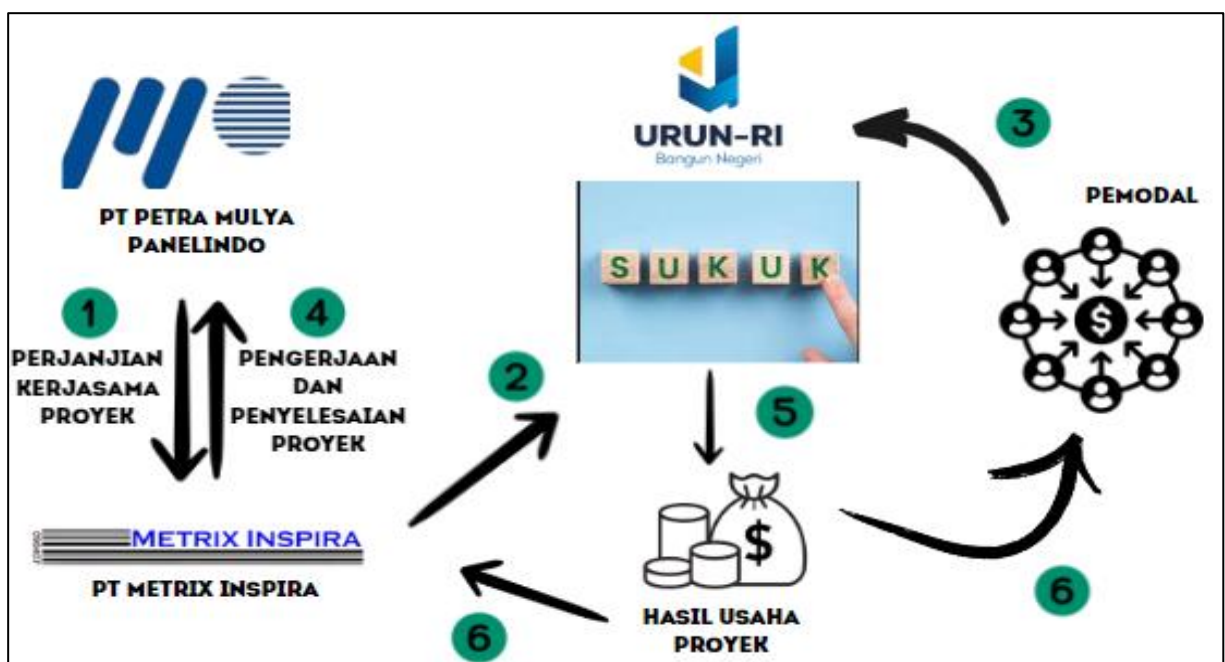 PT PETRA MULYA
PANELINDO
URUN-RI
Bangun Negeri
SUKUK
3
PEMODAL
1
PERJANJIAN
KERJASAMA
PROYEK
4
PENGERJAAN
DAN
PENYELESAIAN
PROYEK
2
5
$
METRIX INSPIRA
PT METRIX INSPIRA
6
$
HASIL USAHA
PROYEK
6